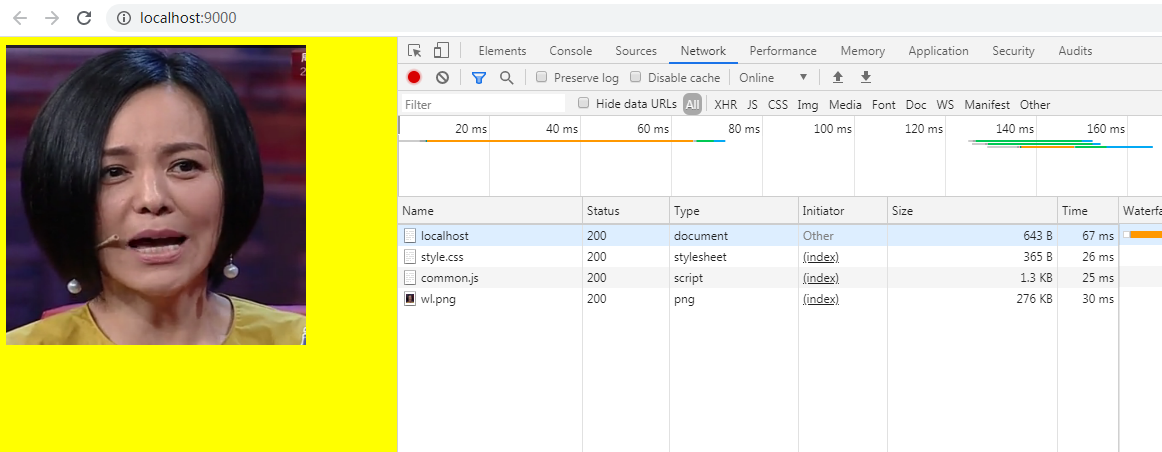 localhost:9000
Elements Console Sources Network Performance Memory Application Security Audits
Preserve log Disable cache Online
Filter Hide data URLs All XHR JS CSS Img Media Font Doc WS Manifest Other
20 ms 40 ms 60 ms 80 ms 100 ms 120 ms 140 ms 160 ms
Name Status Type Initiator Size Time Waterfa
localhost 200 document Other 643 B 67 ms
style.css 200 stylesheet (index) 365 B 26 ms
common.js 200 script (index) 1.3 KB 25 ms
wl.png 200 png (index) 276 KB 30 ms